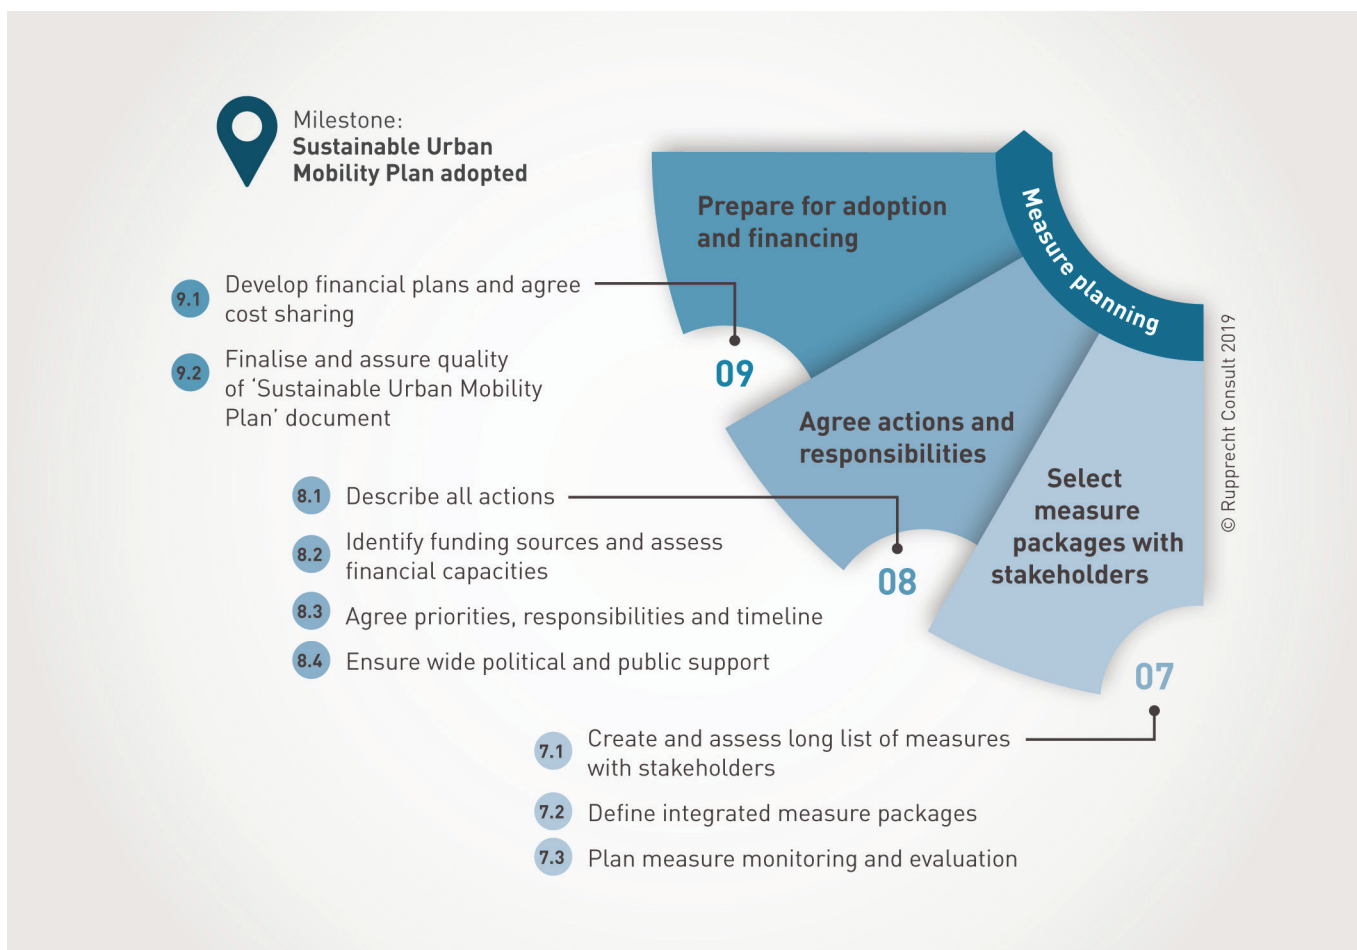 Milestone:
Sustainable Urban
Mobility Plan adopted
Prepare for adoption
and financing
Measure planning
9.1
Develop financial plans and agree
cost sharing
9.2
Finalise and assure quality
of ‘Sustainable Urban Mobility
Plan’ document
09
Agree actions and
responsibilities
8.1
Describe all actions
8.2
Identify funding sources and assess
financial capacities
8.3
Agree priorities, responsibilities and timeline
8.4
Ensure wide political and public support
08
Select
measure
packages with
stakeholders
07
7.1
Create and assess long list of measures
with stakeholders
7.2
Define integrated measure packages
7.3
Plan measure monitoring and evaluation
© Rupprecht Consult 2019